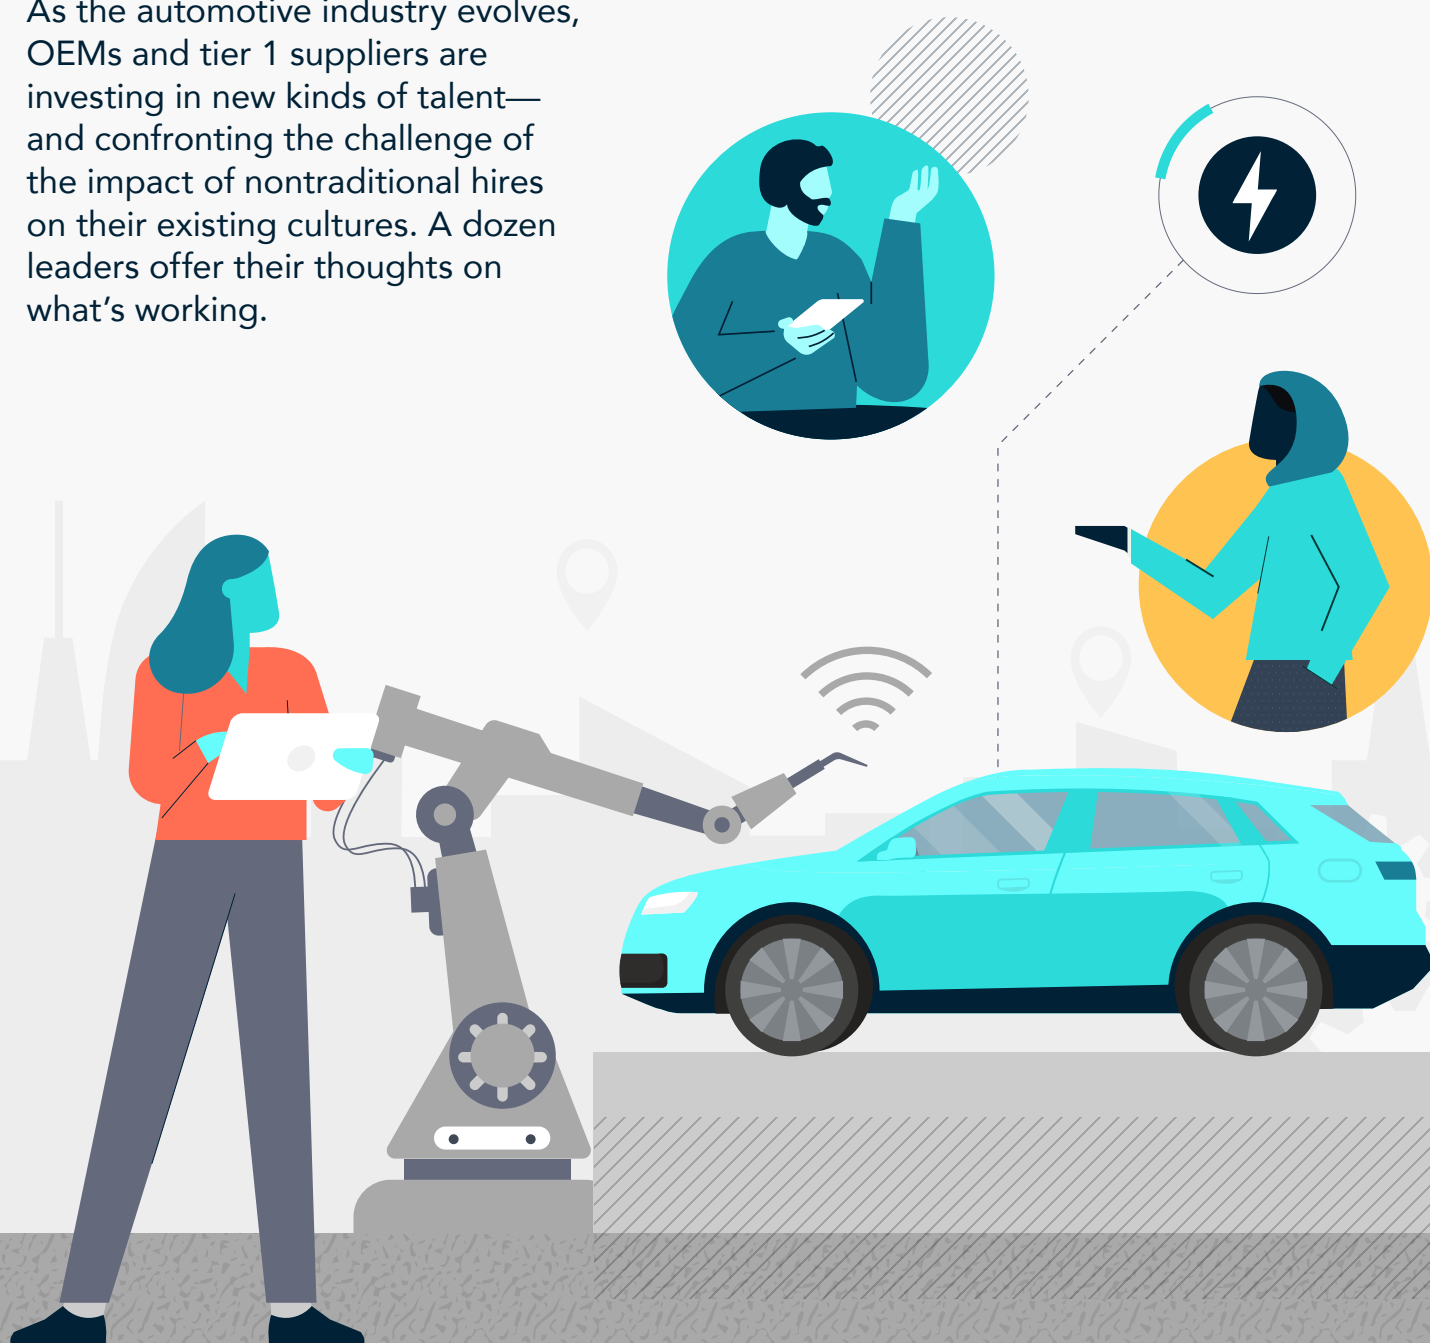 As the automotive industry evolves,
OEMs and tier 1 suppliers are
investing in new kinds of talent—
and confronting the challenge of
the impact of nontraditional hires
on their existing cultures. A dozen
leaders offer their thoughts on
what’s working.